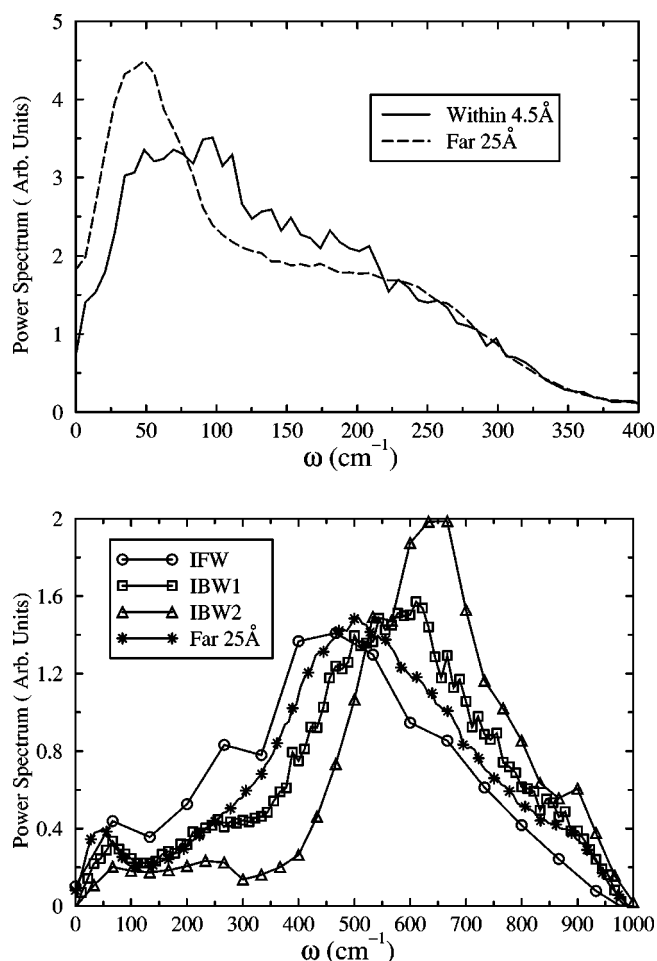 5
4
3
2
1
0
Power Spectrum ( Arb. Units)
Within 4.5Å
Far 25Å
0 50 100 150 200 250 300 350 400
ω (cm⁻¹)
2
1.6
1.2
0.8
0.4
0
Power Spectrum ( Arb. Units)
IFW
IBW1
IBW2
Far 25Å
0 100 200 300 400 500 600 700 800 900 1000
ω (cm⁻¹)